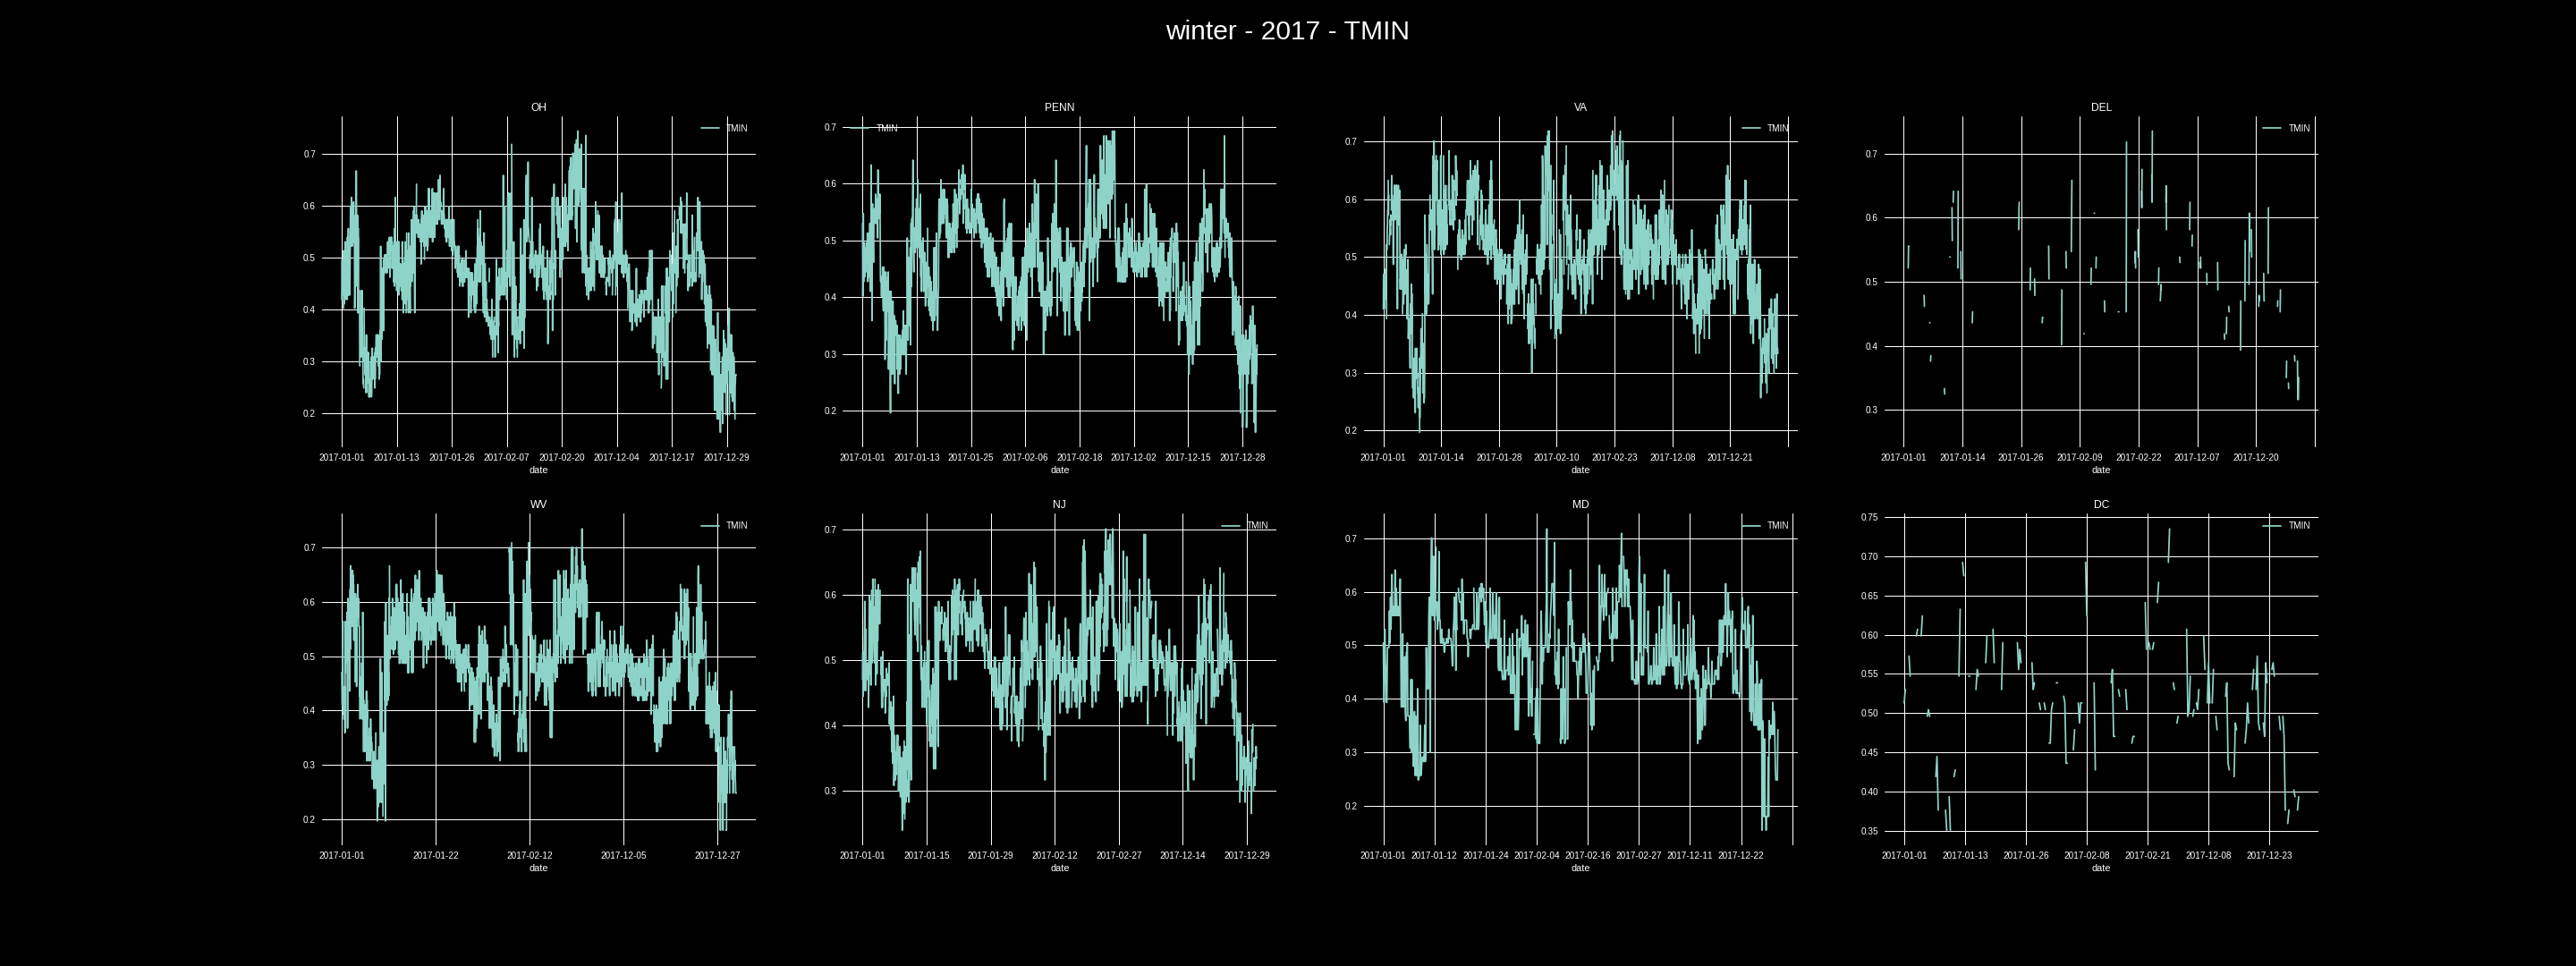 winter - 2017 - TMIN
OH
TMIN
0.7
0.6
0.5
0.4
0.3
0.2
2017-01-01 2017-01-13 2017-01-26 2017-02-07 2017-02-20 2017-12-04 2017-12-17 2017-12-29
date
PENN
TMIN
0.7
0.6
0.5
0.4
0.3
0.2
2017-01-01 2017-01-13 2017-01-25 2017-02-06 2017-02-18 2017-12-02 2017-12-15 2017-12-28
date
VA
TMIN
0.7
0.6
0.5
0.4
0.3
0.2
2017-01-01 2017-01-14 2017-01-28 2017-02-10 2017-02-23 2017-12-08 2017-12-21
date
DEL
TMIN
0.7
0.6
0.5
0.4
0.3
2017-01-01 2017-01-14 2017-01-26 2017-02-09 2017-02-22 2017-12-07 2017-12-20
date
WV
TMIN
0.7
0.6
0.5
0.4
0.3
0.2
2017-01-01 2017-01-22 2017-02-12 2017-12-05 2017-12-27
date
NJ
TMIN
0.7
0.6
0.5
0.4
0.3
2017-01-01 2017-01-15 2017-01-29 2017-02-12 2017-02-27 2017-12-14 2017-12-29
date
MD
TMIN
0.7
0.6
0.5
0.4
0.3
0.2
2017-01-01 2017-01-12 2017-01-24 2017-02-04 2017-02-16 2017-02-27 2017-12-11 2017-12-22
date
DC
TMIN
0.75
0.70
0.65
0.60
0.55
0.50
0.45
0.40
0.35
2017-01-01 2017-01-13 2017-01-26 2017-02-08 2017-02-21 2017-12-08 2017-12-23
date